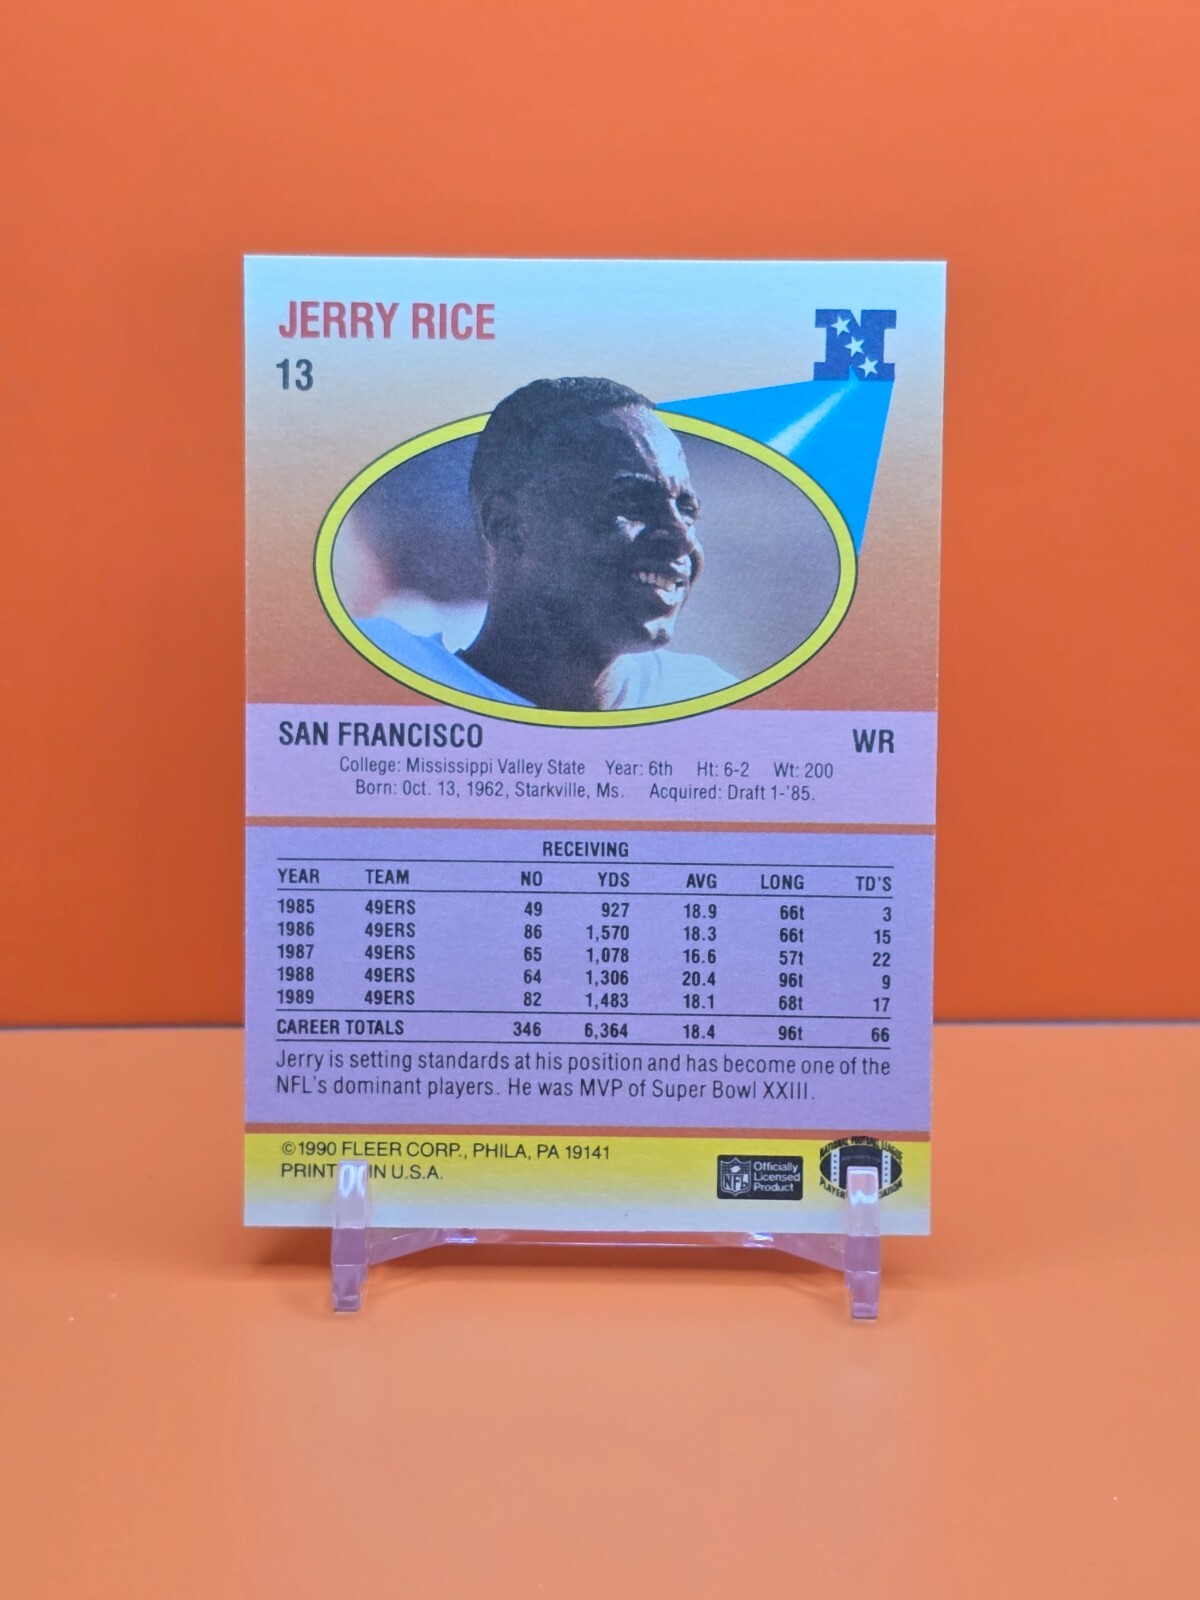 JERRY RICE
13
N
SAN FRANCISCO WR
College: Mississippi Valley State Year: 6th Ht: 6-2 Wt: 200
Born: Oct. 13, 1962, Starkville, Ms. Acquired: Draft 1-'85.
RECEIVING
YEAR TEAM NO YDS AVG LONG TD'S
1985 49ERS 49 927 18.9 66t 3
1986 49ERS 86 1,570 18.3 66t 15
1987 49ERS 65 1,078 16.6 57t 22
1988 49ERS 64 1,306 20.4 96t 9
1989 49ERS 82 1,483 18.1 68t 17
CAREER TOTALS 346 6,364 18.4 96t 66
Jerry is setting standards at his position and has become one of the
NFL's dominant players. He was MVP of Super Bowl XXIII.
©1990 FLEER CORP., PHILA, PA 19141
PRINT IN U.S.A.
NFL
Officially
Licensed
Product
NATIONAL FOOTBALL LEAGUE